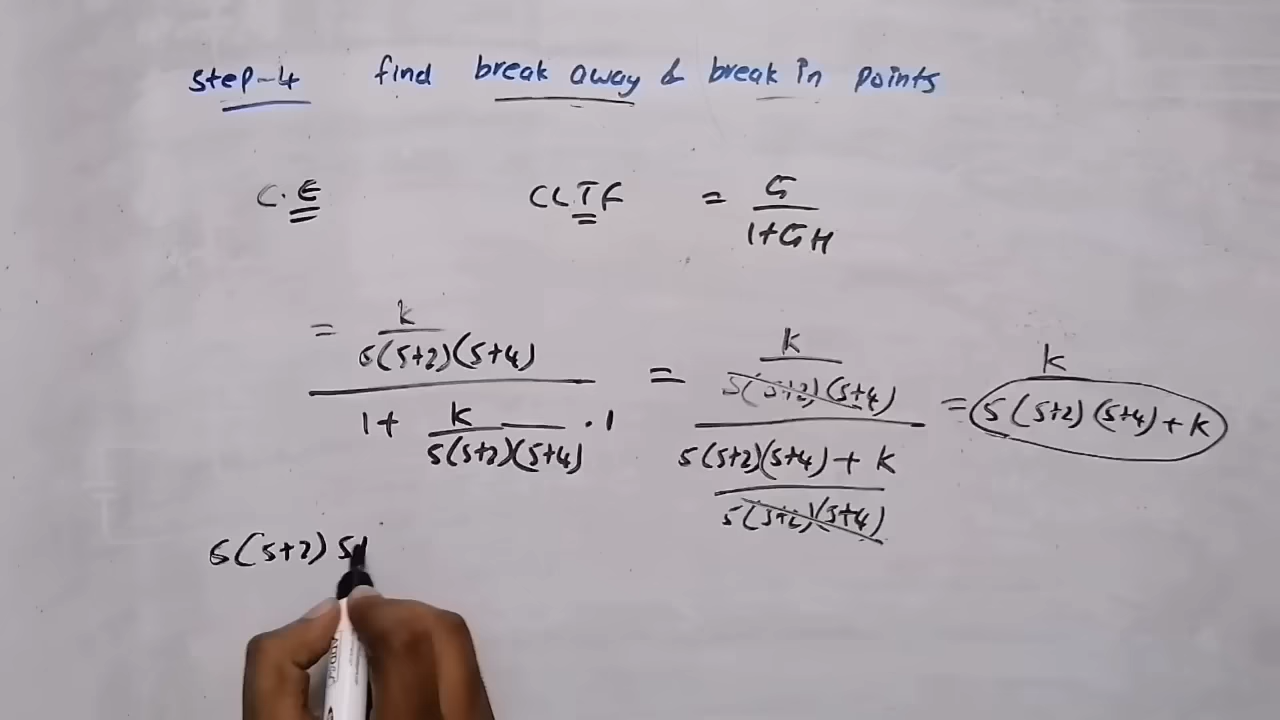 step-4 find break away & break in points
C.E CLTF = G / 1+GH
= k / s(s+2)(s+4) / 1+ k / s(s+2)(s+4) . 1 = k / s(s+2)(s+4) / s(s+2)(s+4)+k / s(s+2)(s+4) = k / s(s+2)(s+4)+k
s(s+2) s